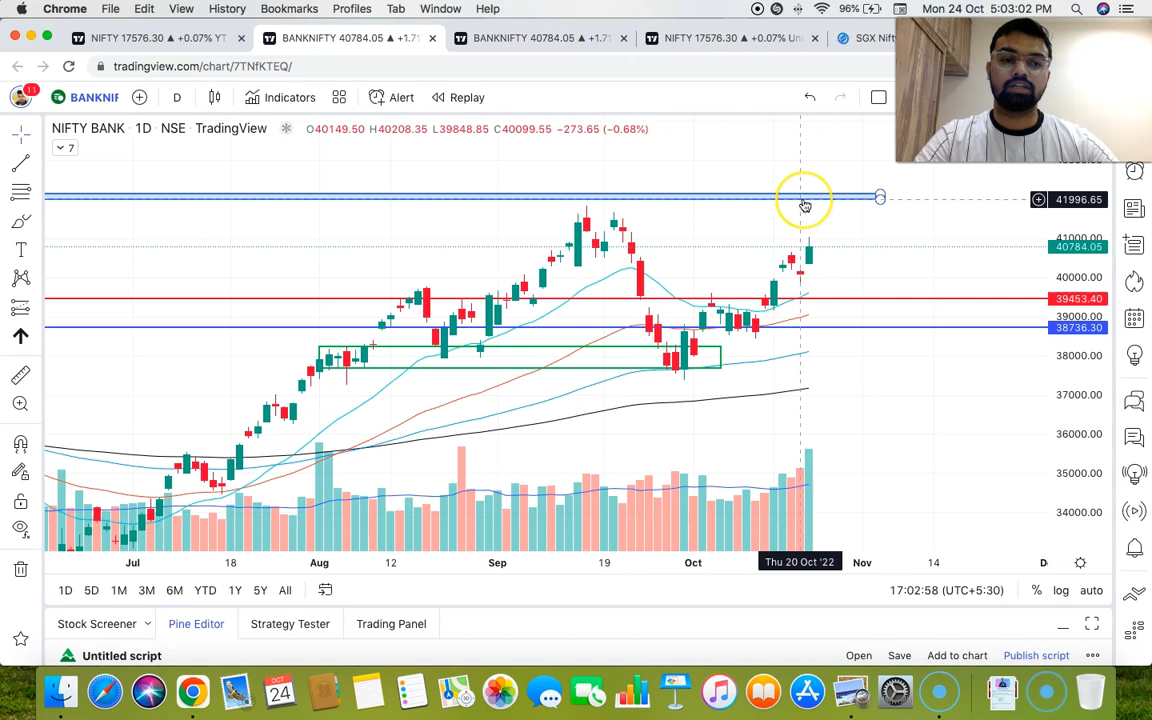 Chrome File Edit View History Bookmarks Profiles Tab Window Help 96% Mon 24 Oct 5:03:02 PM
NIFTY 17576.30 ▲ +0.07% YT × BANKNIFTY 40784.05 ▲ +1.71 × BANKNIFTY 40784.05 ▲ +1.71 × NIFTY 17576.30 ▲ +0.07% Un × SGX Nift
tradingview.com/chart/7TNfKTEQ/
11
BANKNIF D Indicators Alert Replay
NIFTY BANK · 1D · NSE · TradingView O40149.50 H40208.35 L39848.85 C40099.55 −273.65 (−0.68%)
7
41996.65
41000.00
40784.05
40000.00
39453.40
39000.00
38736.30
38000.00
37000.00
36000.00
35000.00
34000.00
Jul 18 Aug 12 Sep 19 Oct Thu 20 Oct '22 Nov 14 D
1D 5D 1M 3M 6M YTD 1Y 5Y All 17:02:58 (UTC+5:30) % log auto
Stock Screener Pine Editor Strategy Tester Trading Panel
Untitled script Open Save Add to chart Publish script
OCT
24